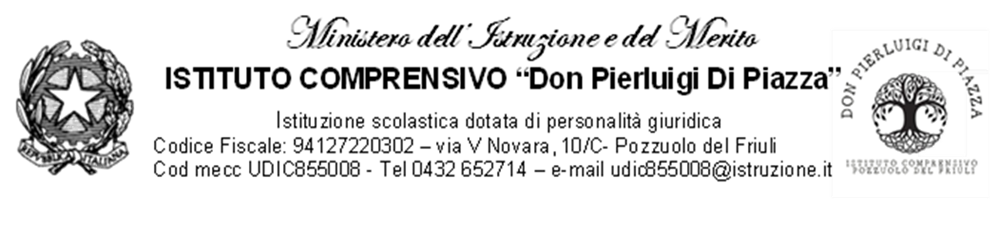 Ministero dell'Istruzione e del Merito
ISTITUTO COMPRENSIVO “Don Pierluigi Di Piazza”
Istituzione scolastica dotata di personalità giuridica
Codice Fiscale: 94127220302 – via V Novara, 10/C- Pozzuolo del Friuli
Cod mecc UDIC855008 - Tel 0432 652714 – e-mail udic855008@istruzione.it
REPVBBLICA ITALIANA
DON PIERLUIGI DI PIAZZA
ISTITUTO COMPRENSIVO
POZZUOLO DEL FRIULI